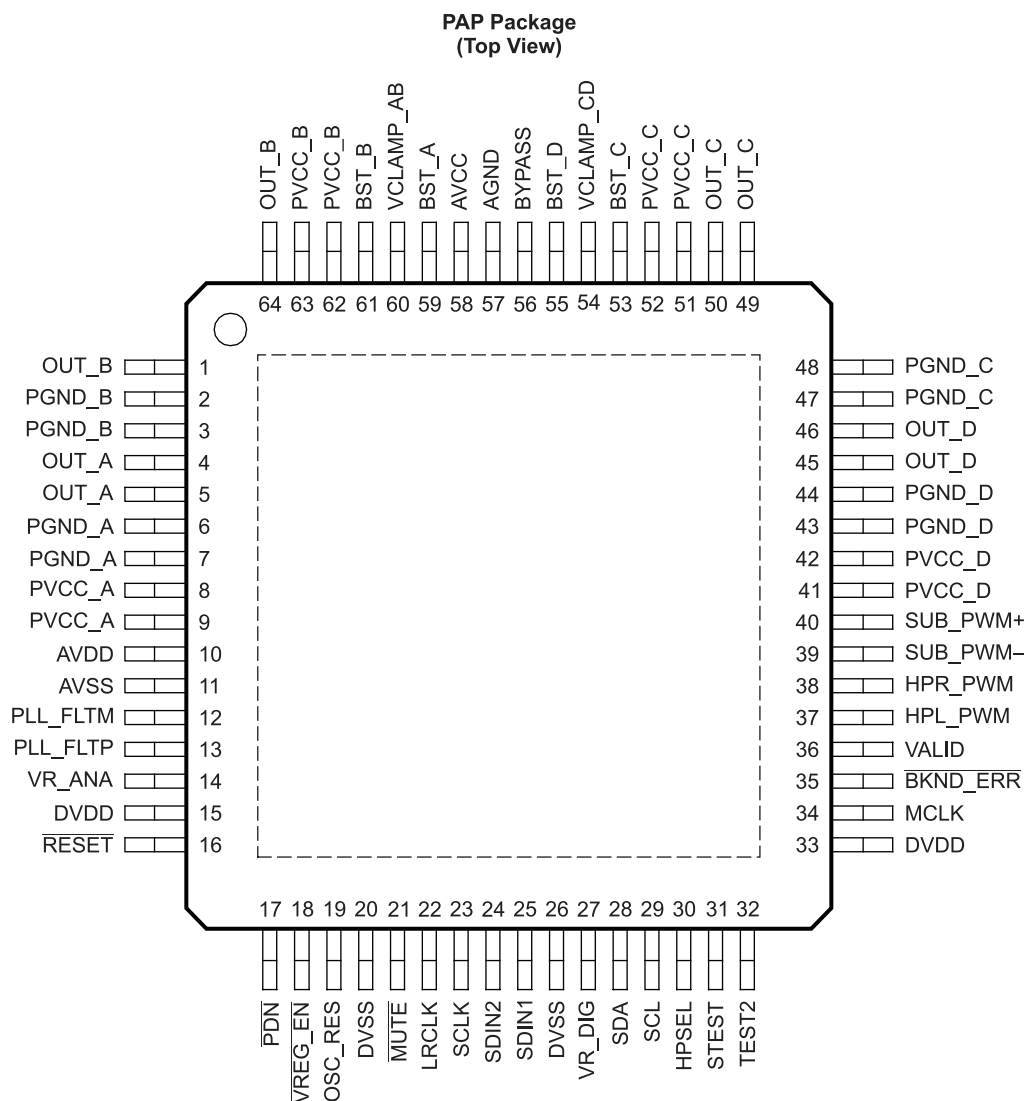 PAP Package
(Top View)
OUT_B
PVCC_B
PVCC_B
BST_B
VCLAMP_AB
BST_A
AVCC
AGND
BYPASS
BST_D
VCLAMP_CD
BST_C
PVCC_C
PVCC_C
OUT_C
OUT_C
64 63 62 61 60 59 58 57 56 55 54 53 52 51 50 49
OUT_B 1
PGND_B 2
PGND_B 3
OUT_A 4
OUT_A 5
PGND_A 6
PGND_A 7
PVCC_A 8
PVCC_A 9
AVDD 10
AVSS 11
PLL_FLTM 12
PLL_FLTP 13
VR_ANA 14
DVDD 15
RESET 16
48 PGND_C
47 PGND_C
46 OUT_D
45 OUT_D
44 PGND_D
43 PGND_D
42 PVCC_D
41 PVCC_D
40 SUB_PWM+
39 SUB_PWM–
38 HPR_PWM
37 HPL_PWM
36 VALID
35 BKND_ERR
34 MCLK
33 DVDD
17 18 19 20 21 22 23 24 25 26 27 28 29 30 31 32
PDN
VREG_EN
OSC_RES
DVSS
MUTE
LRCLK
SCLK
SDIN2
SDIN1
DVSS
VR_DIG
SDA
SCL
HPSEL
STEST
TEST2